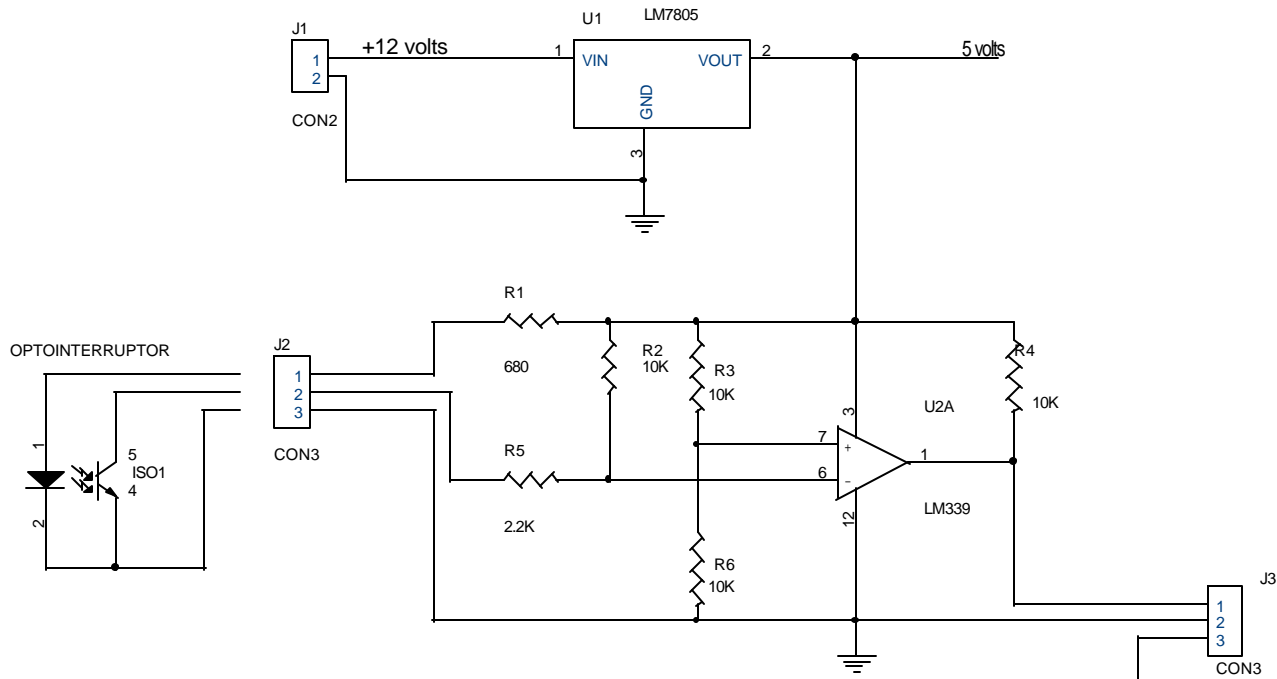 U1
LM7805
J1
+12 volts
1
2
5 volts
1
2
VIN
VOUT
GND
CON2
3
R1
OPTOINTERRUPTOR
J2
R2
R4
680
10K
R3
1
2
3
10K
10K
3
U2A
7
+
1
R5
5
ISO1
4
CON3
6
-
1
2
2.2K
12
LM339
R6
10K
J3
1
2
3
CON3